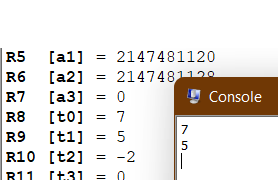 R5 [a1] = 2147481120
R6 [a2] = 2147481128
R7 [a3] = 0
R8 [t0] = 7
R9 [t1] = 5
R10 [t2] = -2
R11 [t3] = 0
Console
7
5